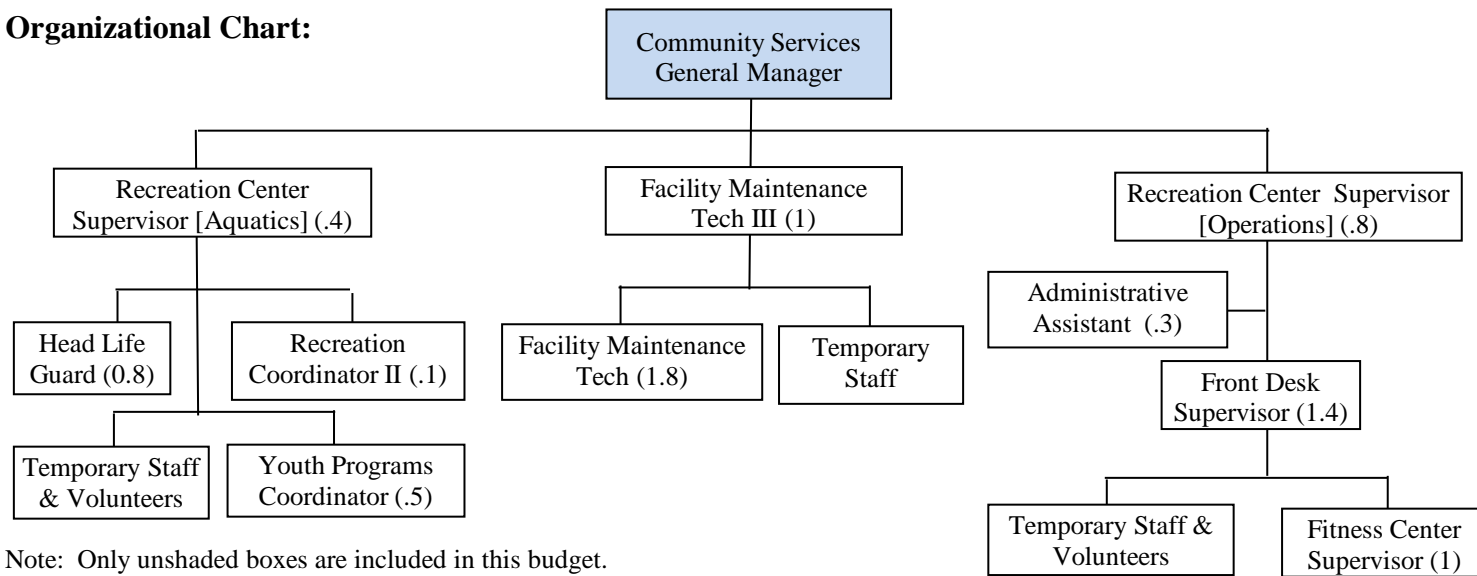 Organizational Chart:
Community Services
General Manager
Recreation Center
Supervisor [Aquatics] (.4)
Facility Maintenance
Tech III (1)
Recreation Center Supervisor
[Operations] (.8)
Administrative
Assistant (.3)
Head Life
Guard (0.8)
Recreation
Coordinator II (.1)
Facility Maintenance
Tech (1.8)
Temporary
Staff
Front Desk
Supervisor (1.4)
Temporary Staff
& Volunteers
Youth Programs
Coordinator (.5)
Temporary Staff &
Volunteers
Fitness Center
Supervisor (1)
Note: Only unshaded boxes are included in this budget.